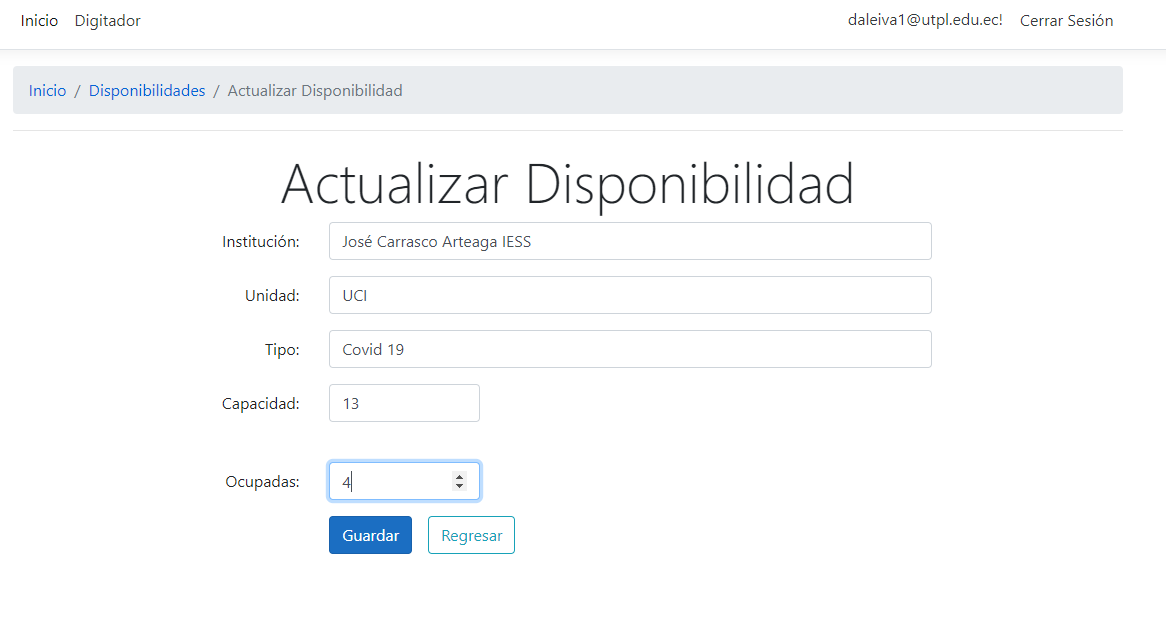 Inicio Digitador daleiva1@utpl.edu.ec! Cerrar Sesión
Inicio / Disponibilidades / Actualizar Disponibilidad
Actualizar Disponibilidad
Institución: José Carrasco Arteaga IESS
Unidad: UCI
Tipo: Covid 19
Capacidad: 13
Ocupadas: 4
Guardar Regresar